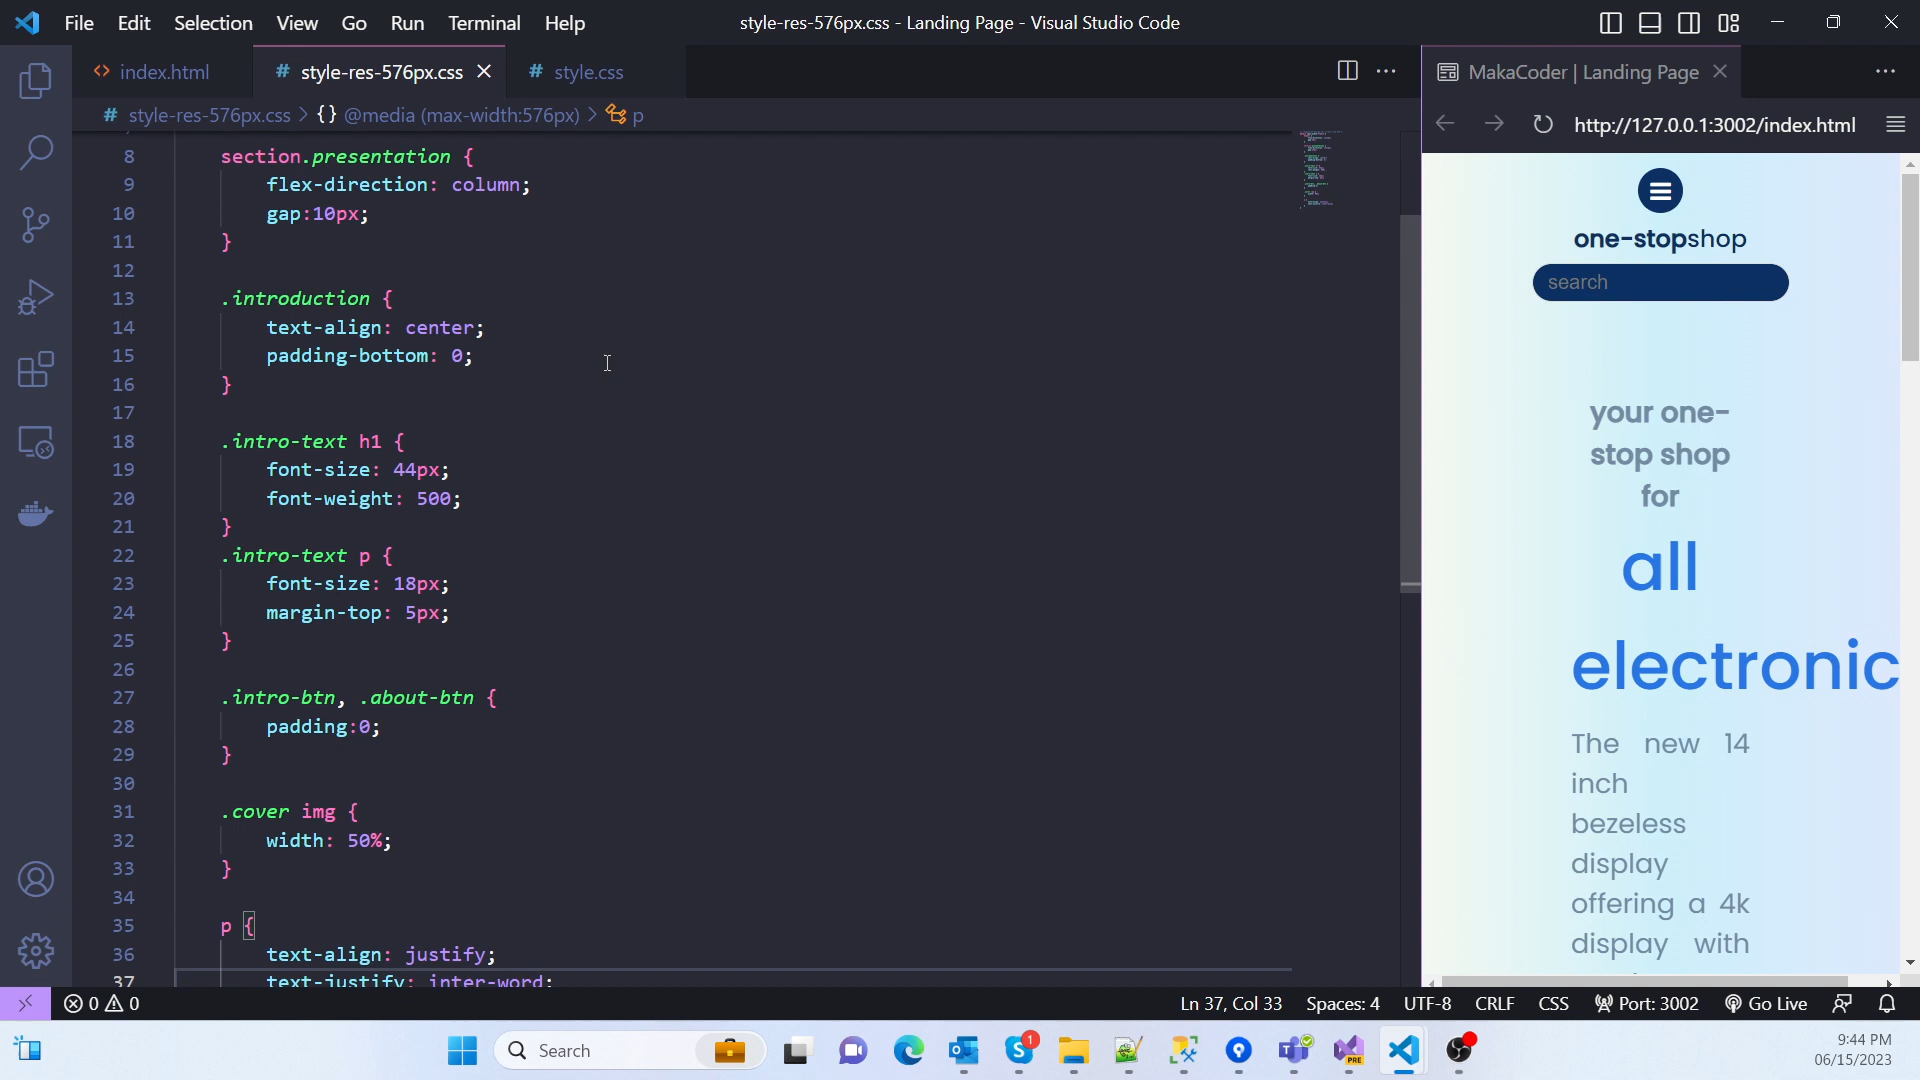 File Edit Selection View Go Run Terminal Help
style-res-576px.css - Landing Page - Visual Studio Code
index.html
# style-res-576px.css
# style.css
MakaCoder | Landing Page
# style-res-576px.css > {} @media (max-width:576px) > p
http://127.0.0.1:3002/index.html
8 section.presentation {
9 flex-direction: column;
10 gap:10px;
11 }
12
13 .introduction {
14 text-align: center;
15 padding-bottom: 0;
16 }
17
18 .intro-text h1 {
19 font-size: 44px;
20 font-weight: 500;
21 }
22 .intro-text p {
23 font-size: 18px;
24 margin-top: 5px;
25 }
26
27 .intro-btn, .about-btn {
28 padding:0;
29 }
30
31 .cover img {
32 width: 50%;
33 }
34
35 p {
36 text-align: justify;
37 text-justify: inter-word;
one-stopshop
search
your one-
stop shop
for
all
electronic
The new 14
inch
bezeless
display
offering a 4k
display with
0 0
Ln 37, Col 33 Spaces: 4 UTF-8 CRLF CSS Port: 3002 Go Live
Search
1
PRE
9:44 PM
06/15/2023